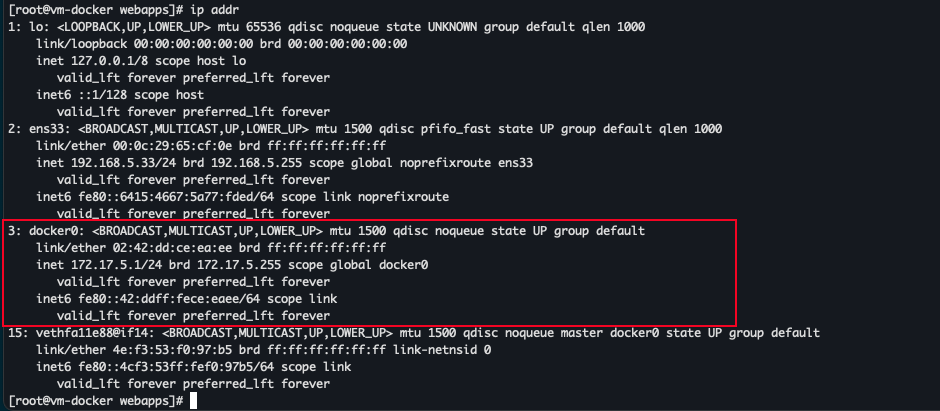 [root@vm-docker webapps]# ip addr
1: lo: <LOOPBACK,UP,LOWER_UP> mtu 65536 qdisc noqueue state UNKNOWN group default qlen 1000
    link/loopback 00:00:00:00:00:00 brd 00:00:00:00:00:00
    inet 127.0.0.1/8 scope host lo
       valid_lft forever preferred_lft forever
    inet6 ::1/128 scope host
       valid_lft forever preferred_lft forever
2: ens33: <BROADCAST,MULTICAST,UP,LOWER_UP> mtu 1500 qdisc pfifo_fast state UP group default qlen 1000
    link/ether 00:0c:29:65:cf:0e brd ff:ff:ff:ff:ff:ff
    inet 192.168.5.33/24 brd 192.168.5.255 scope global noprefixroute ens33
       valid_lft forever preferred_lft forever
    inet6 fe80::6415:4667:5a77:fded/64 scope link noprefixroute
       valid_lft forever preferred_lft forever
3: docker0: <BROADCAST,MULTICAST,UP,LOWER_UP> mtu 1500 qdisc noqueue state UP group default
    link/ether 02:42:dd:ce:ea:ee brd ff:ff:ff:ff:ff:ff
    inet 172.17.5.1/24 brd 172.17.5.255 scope global docker0
       valid_lft forever preferred_lft forever
    inet6 fe80::42:ddff:fece:eaee/64 scope link
       valid_lft forever preferred_lft forever
15: vethfa11e88@if14: <BROADCAST,MULTICAST,UP,LOWER_UP> mtu 1500 qdisc noqueue master docker0 state UP group default
    link/ether 4e:f3:53:f0:97:b5 brd ff:ff:ff:ff:ff:ff link-netnsid 0
    inet6 fe80::4cf3:53ff:fef0:97b5/64 scope link
       valid_lft forever preferred_lft forever
[root@vm-docker webapps]#